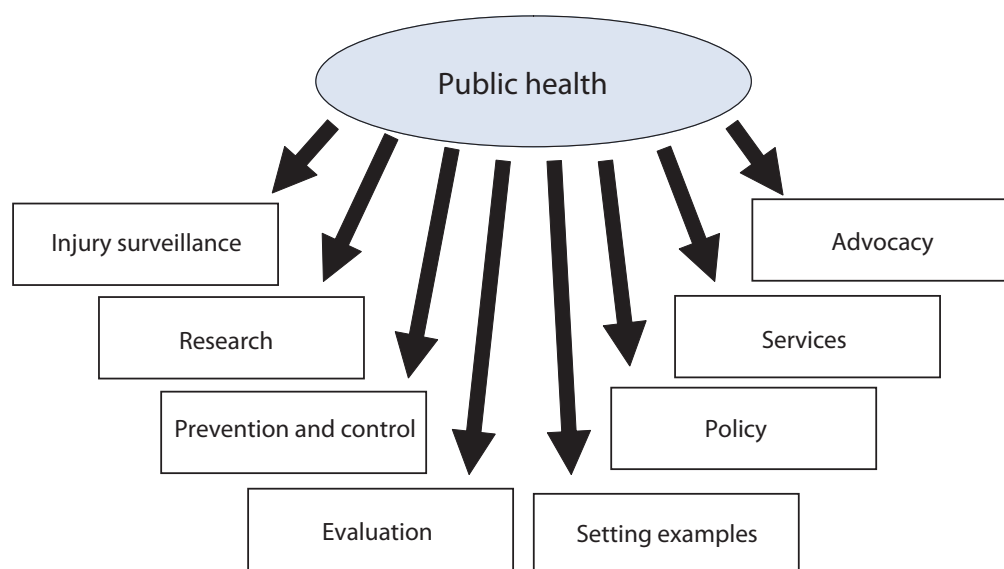 Public health
Injury surveillance
Advocacy
Research
Services
Prevention and control
Policy
Evaluation
Setting examples